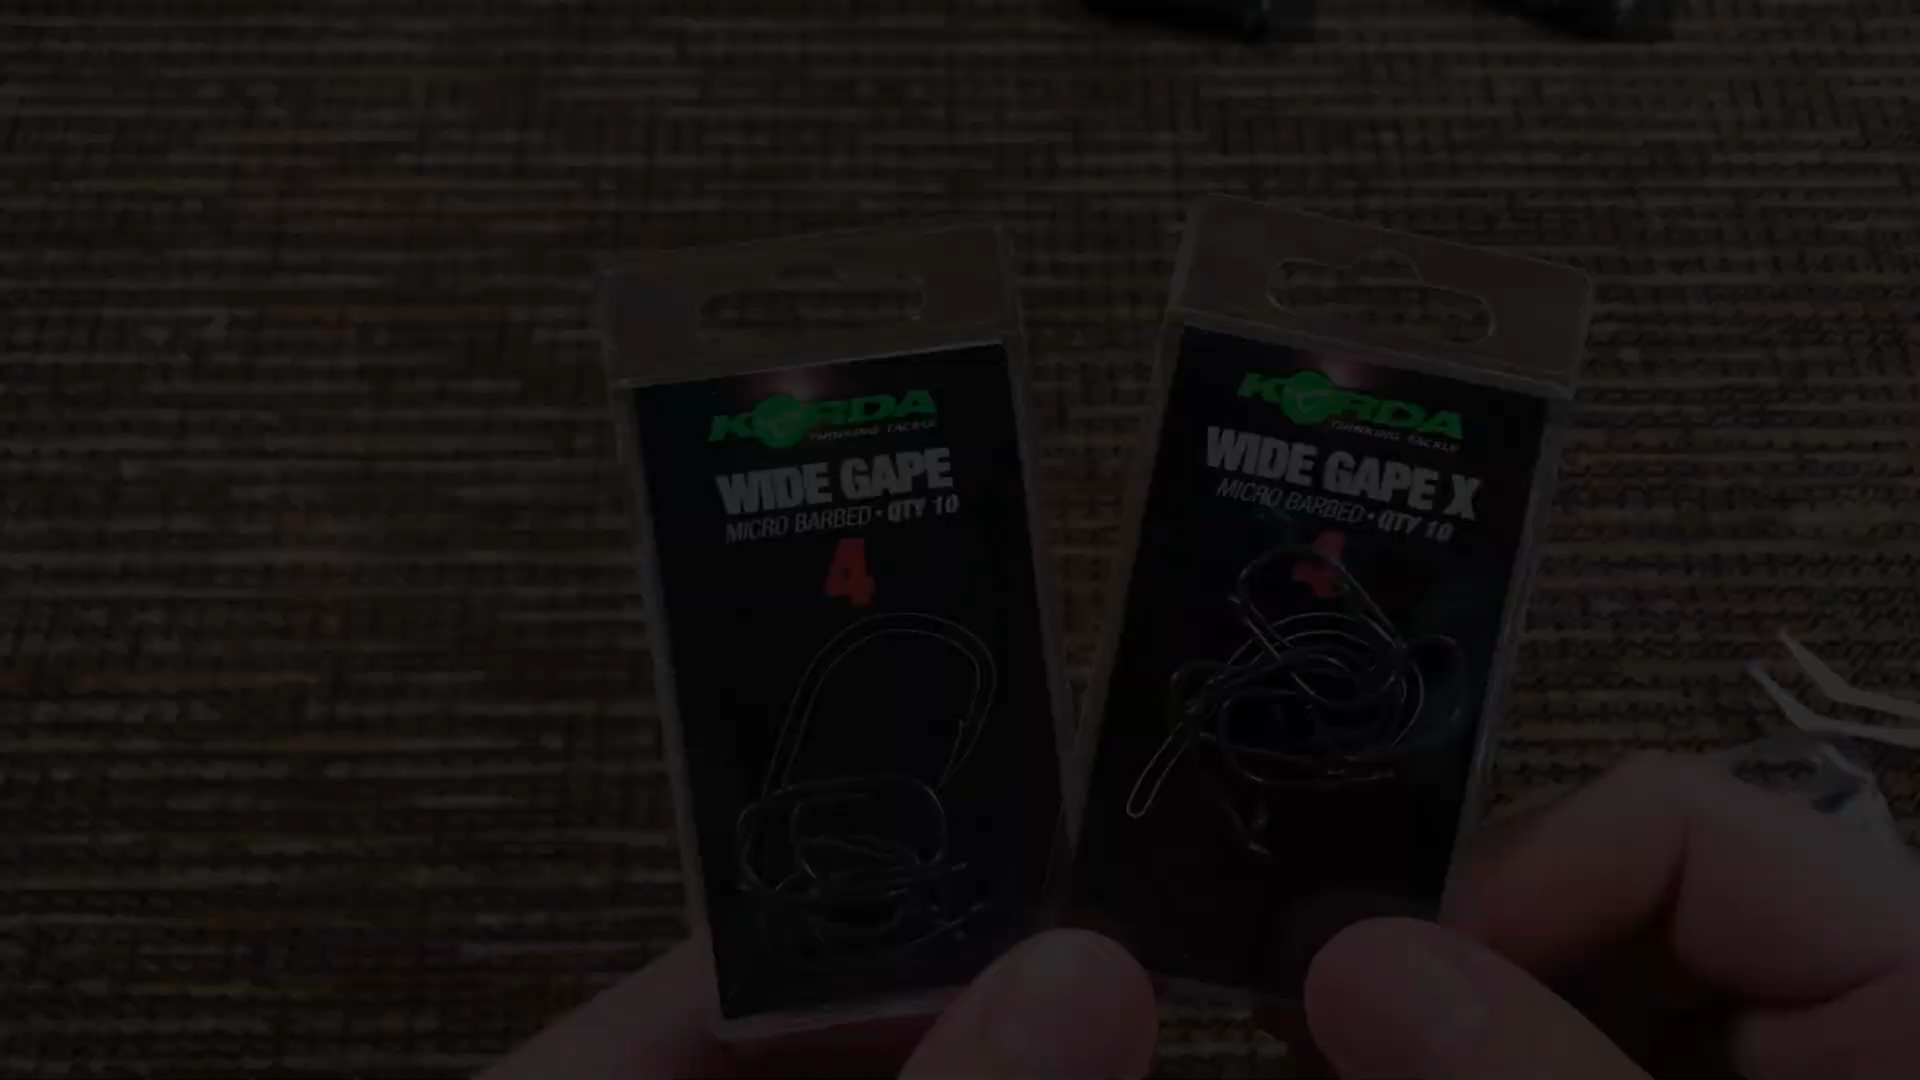 KORDA
THINKING TACKLE
WIDE GAPE
MICRO BARBED • QTY 10
4
KORDA
THINKING TACKLE
WIDE GAPE X
MICRO BARBED • QTY 10
4